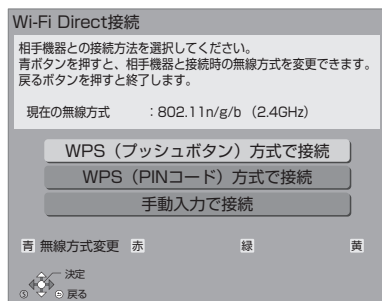 Wi-Fi Direct接続
相手機器との接続方法を選択してください。
青ボタンを押すと、相手機器と接続時の無線方式を変更できます。
戻るボタンを押すと終了します。
現在の無線方式 ：802.11n/g/b （2.4GHz）
WPS（プッシュボタン）方式で接続
WPS（PINコード）方式で接続
手動入力で接続
青 無線方式変更 赤 緑 黄
決定
戻る